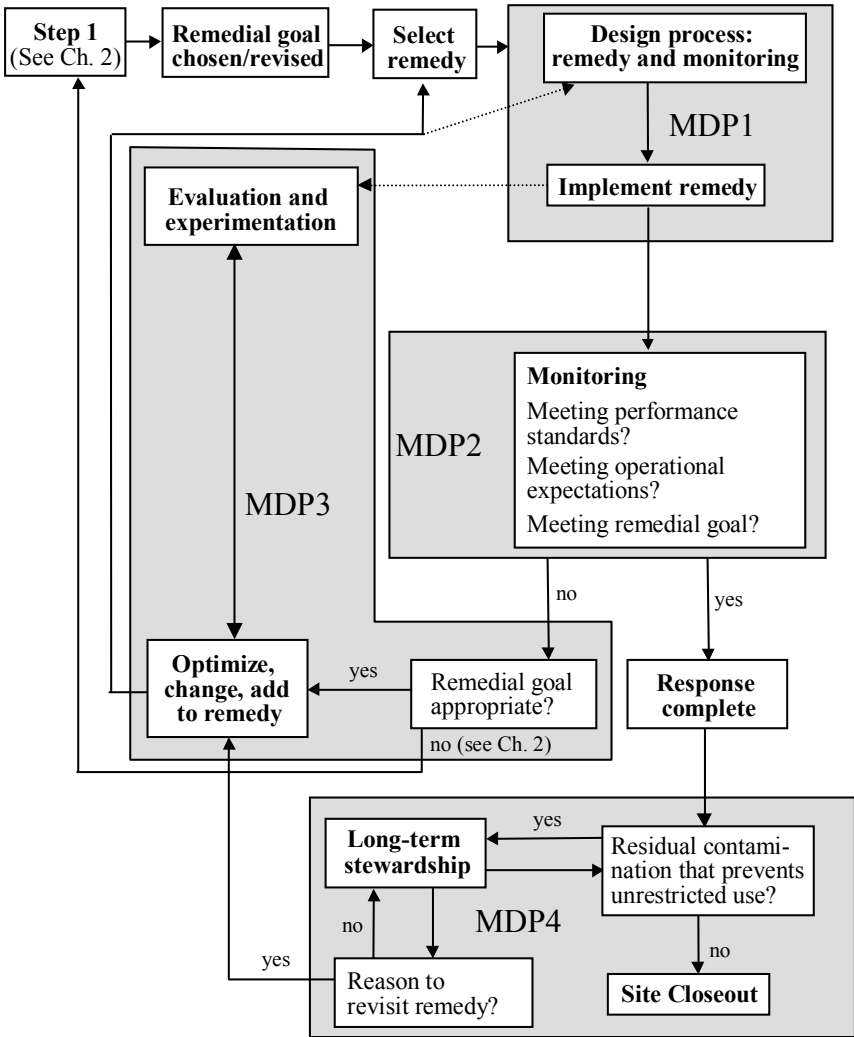 Step 1
(See Ch. 2)
Remedial goal
chosen/revised
Select
remedy
Design process:
remedy and monitoring
MDP1
Implement remedy
Evaluation and
experimentation
Monitoring
Meeting performance
standards?
Meeting operational
expectations?
Meeting remedial goal?
MDP2
MDP3
no
yes
Optimize,
change, add
to remedy
yes
Remedial goal
appropriate?
Response
complete
no (see Ch. 2)
Long-term
stewardship
yes
Residual contami-
nation that prevents
unrestricted use?
no
MDP4
no
yes
Reason to
revisit remedy?
Site Closeout